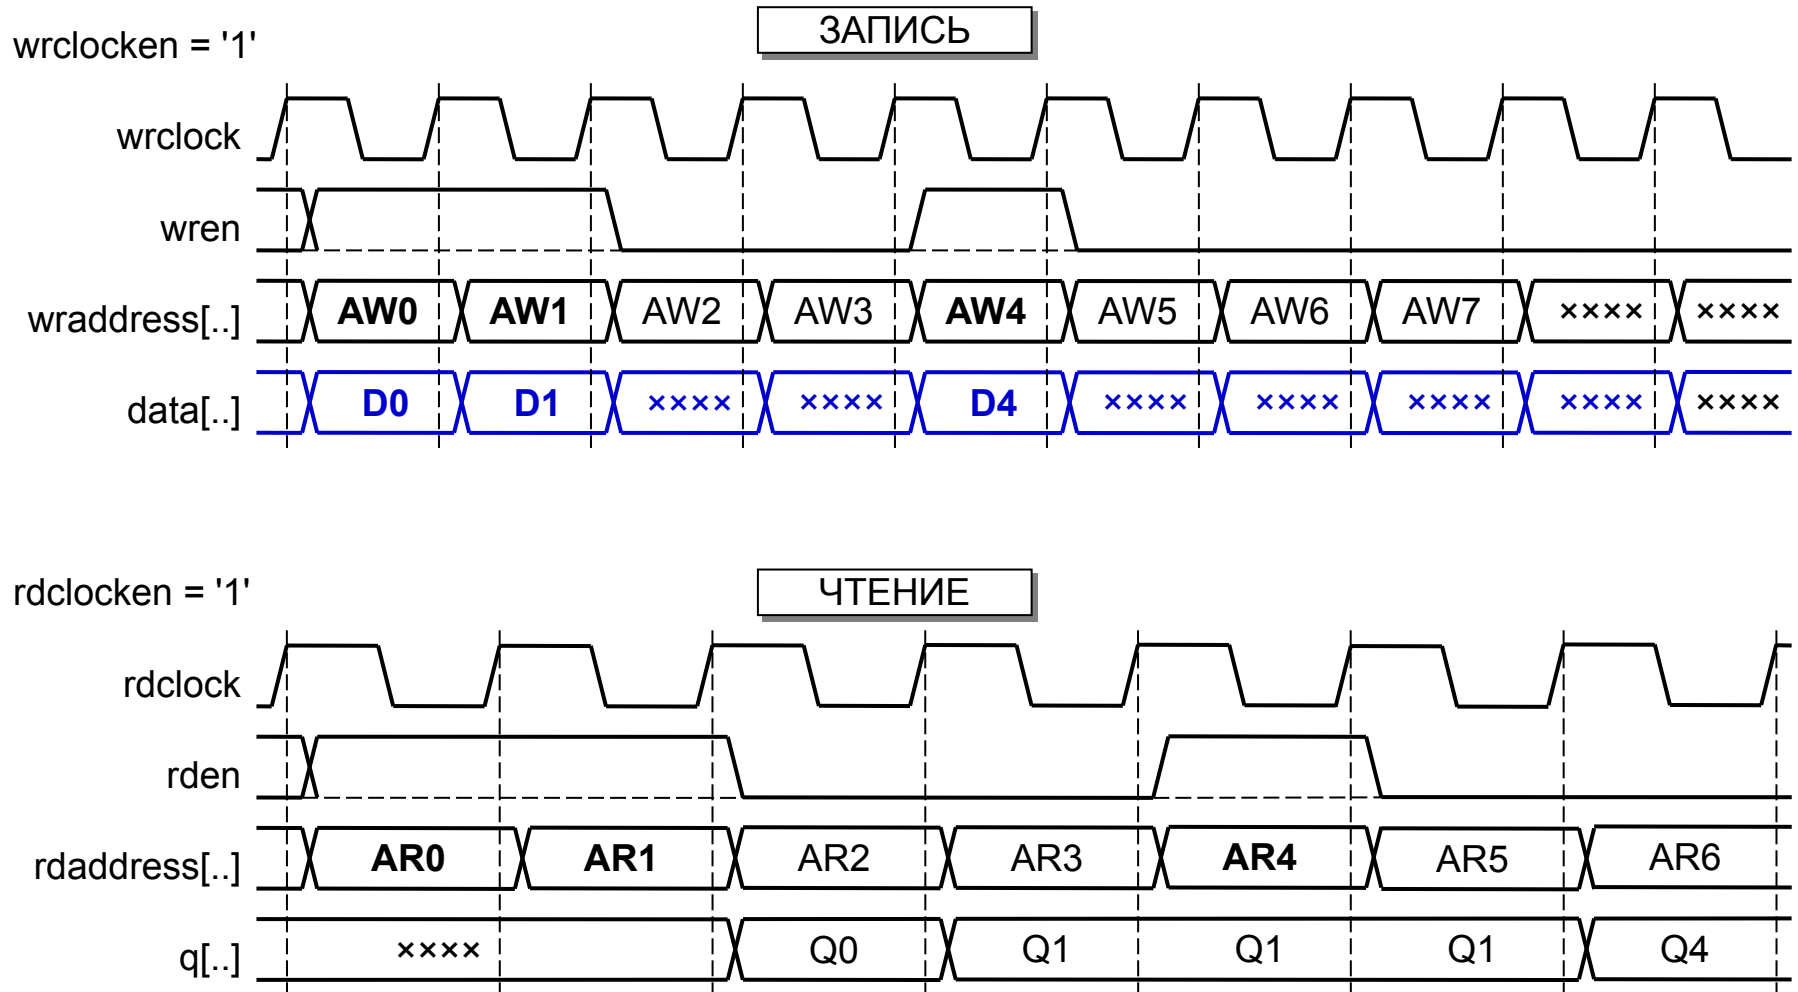 ЗАПИСЬ
wrclocken = '1'
wrclock
wren
wraddress[..] AW0 AW1 AW2 AW3 AW4 AW5 AW6 AW7 ×××× ××××
data[..] D0 D1 ×××× ×××× D4 ×××× ×××× ×××× ×××× ××××
ЧТЕНИЕ
rdclocken = '1'
rdclock
rden
rdaddress[..] AR0 AR1 AR2 AR3 AR4 AR5 AR6
q[..] ×××× Q0 Q1 Q1 Q1 Q4